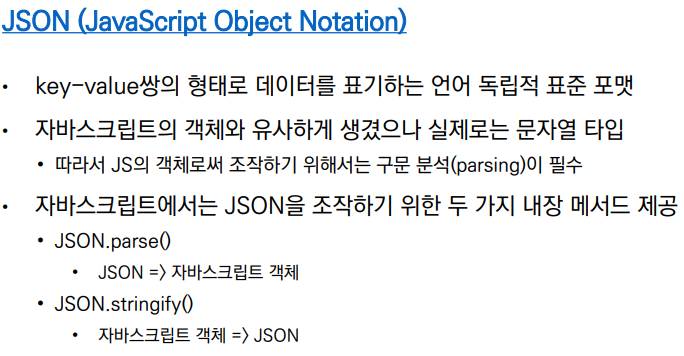 JSON (JavaScript Object Notation)
• key-value쌍의 형태로 데이터를 표기하는 언어 독립적 표준 포맷
• 자바스크립트의 객체와 유사하게 생겼으나 실제로는 문자열 타입
• 따라서 JS의 객체로써 조작하기 위해서는 구문 분석(parsing)이 필수
• 자바스크립트에서는 JSON을 조작하기 위한 두 가지 내장 메서드 제공
• JSON.parse()
• JSON => 자바스크립트 객체
• JSON.stringify()
• 자바스크립트 객체 => JSON